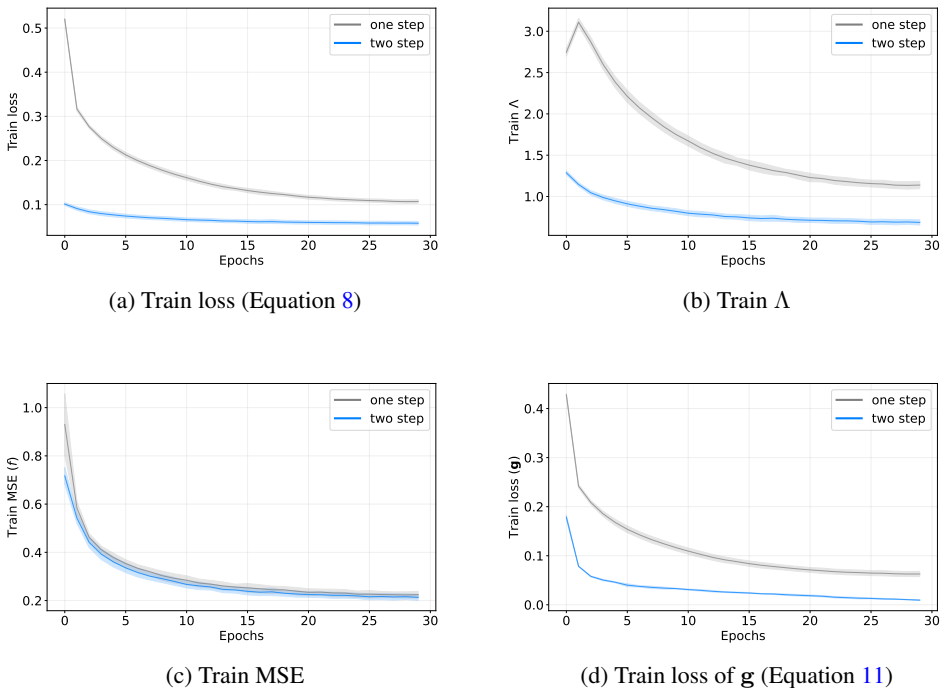 one step
two step
0.5
0.4
0.3
0.2
0.1
Train loss
0 5 10 15 20 25 30
Epochs
(a) Train loss (Equation 8)
one step
two step
3.0
2.5
2.0
1.5
1.0
Train Λ
0 5 10 15 20 25 30
Epochs
(b) Train Λ
one step
two step
1.0
0.8
0.6
0.4
0.2
Train MSE (f)
0 5 10 15 20 25 30
Epochs
(c) Train MSE
one step
two step
0.4
0.3
0.2
0.1
0.0
Train loss (g)
0 5 10 15 20 25 30
Epochs
(d) Train loss of g (Equation 11)